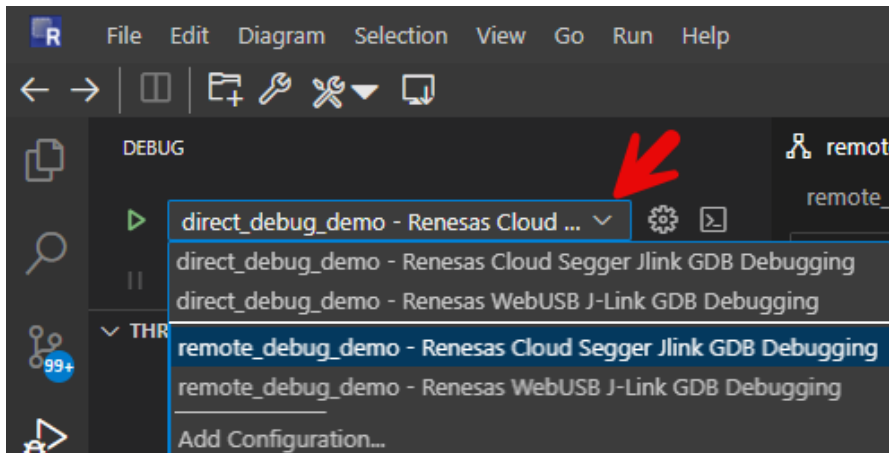 R File Edit Diagram Selection View Go Run Help
DEBUG
remot
direct_debug_demo - Renesas Cloud ...
remote_
direct_debug_demo - Renesas Cloud Segger Jlink GDB Debugging
direct_debug_demo - Renesas WebUSB J-Link GDB Debugging
THR
remote_debug_demo - Renesas Cloud Segger Jlink GDB Debugging
99+
remote_debug_demo - Renesas WebUSB J-Link GDB Debugging
Add Configuration...